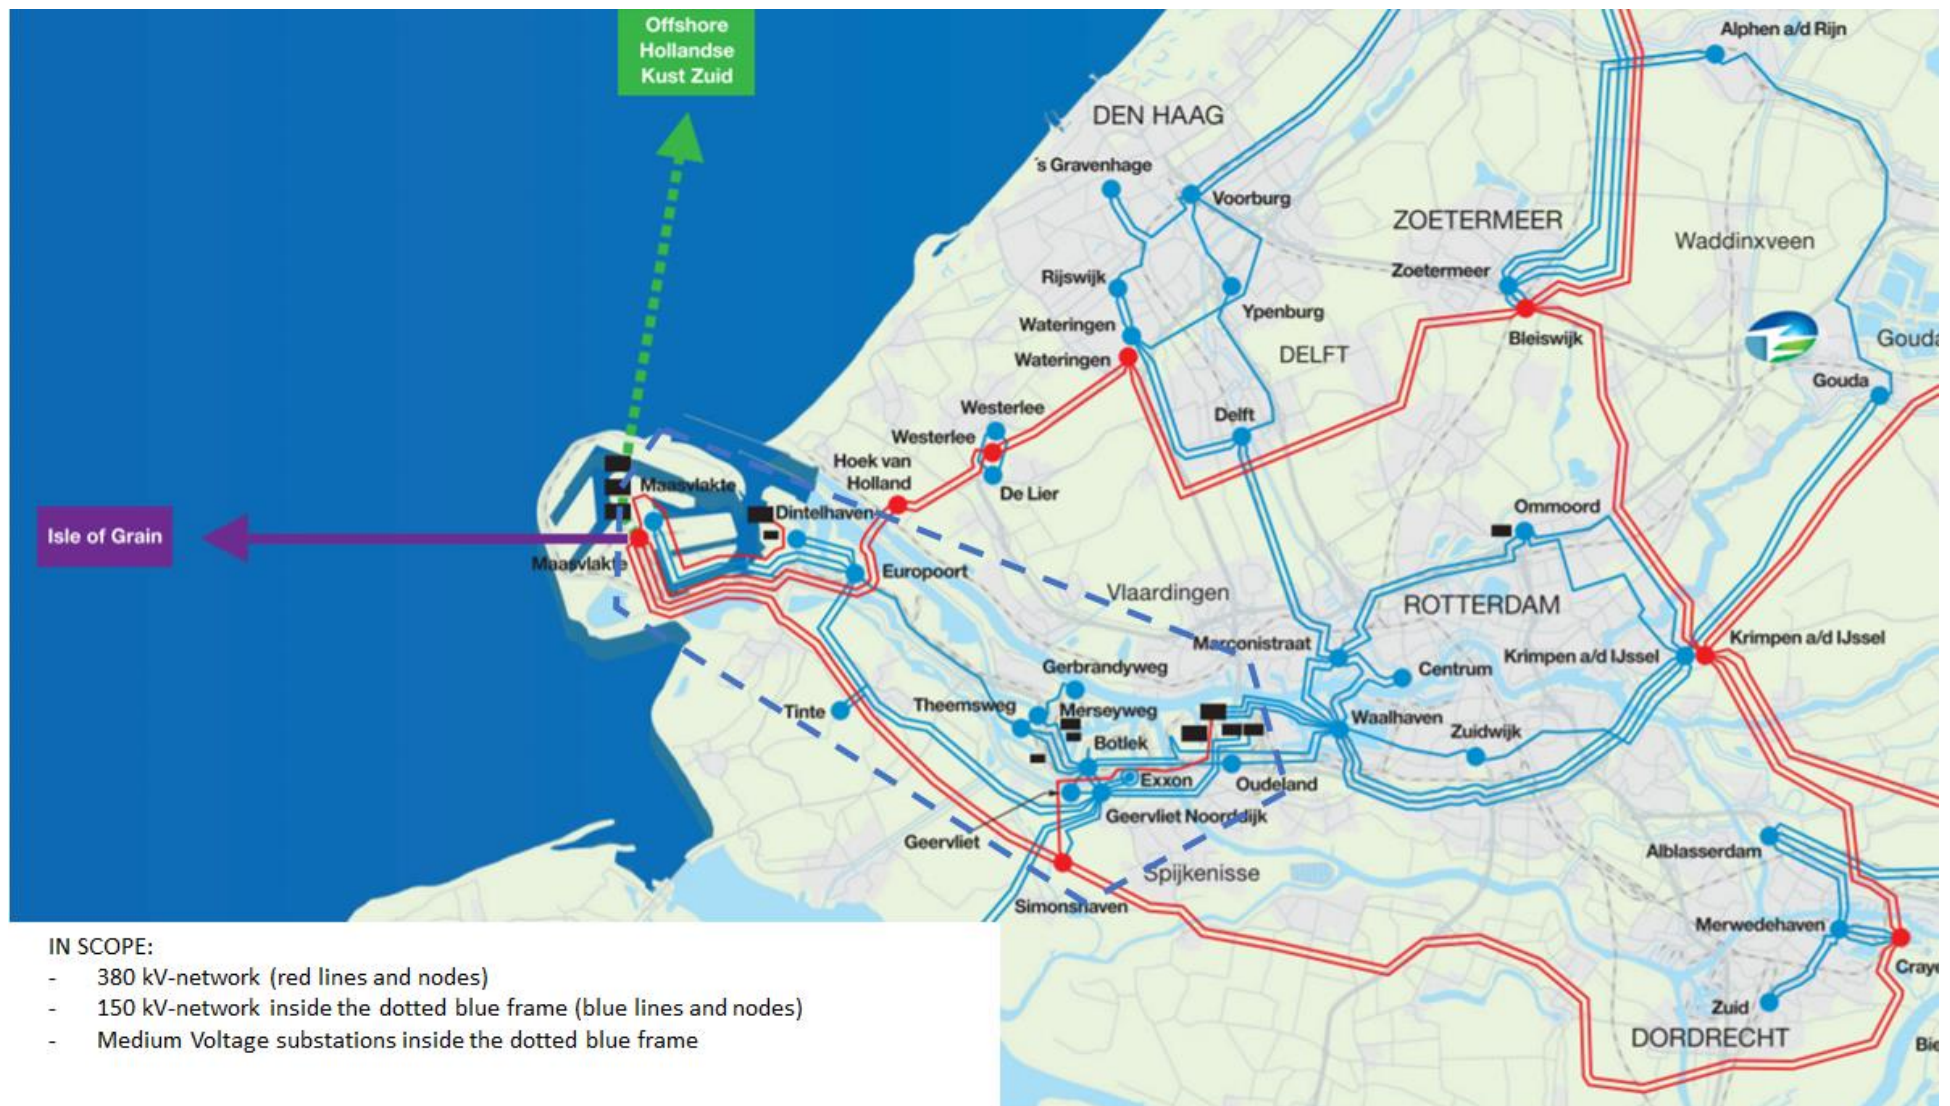 Offshore
Hollandse
Kust Zuid
Alphen a/d Rijn
DEN HAAG
´s Gravenhage
Voorburg
ZOETERMEER
Waddinxveen
Zoetermeer
Rijswijk
Ypenburg
Wateringen
Wateringen
DELFT
Bleiswijk
Gouda
Westerlee
Westerlee
Delft
Hoek van
Holland
De Lier
Maasvlakte
Dintelhaven
Ommoord
Isle of Grain
Maasvlakte
Europoort
Vlaardingen
ROTTERDAM
Marconistraat
Krimpen a/d IJssel
Krimpen a/d IJssel
Gerbrandyweg
Centrum
Theemsweg
Merseyweg
Tinte
Waalhaven
Zuidwijk
Botlek
Exxon
Oudeland
Geervliet Noorddijk
Geervliet
Alblasserdam
Spijkenisse
Simonshaven
Merwedehaven
Zuid
DORDRECHT
IN SCOPE:
- 380 kV-network (red lines and nodes)
- 150 kV-network inside the dotted blue frame (blue lines and nodes)
- Medium Voltage substations inside the dotted blue frame